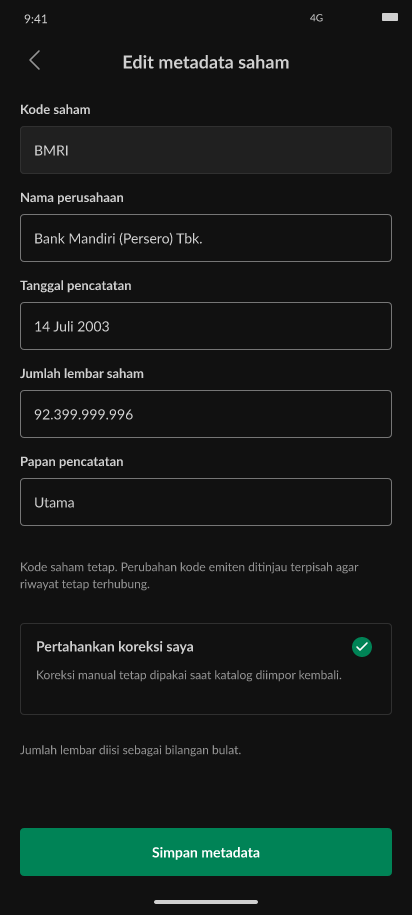 9:41
4G
Edit metadata saham
Kode saham
BMRI
Nama perusahaan
Bank Mandiri (Persero) Tbk.
Tanggal pencatatan
14 Juli 2003
Jumlah lembar saham
92.399.999.996
Papan pencatatan
Utama
Kode saham tetap. Perubahan kode emiten ditinjau terpisah agar
riwayat tetap terhubung.
Pertahankan koreksi saya
Koreksi manual tetap dipakai saat katalog diimpor kembali.
Jumlah lembar diisi sebagai bilangan bulat.
Simpan metadata